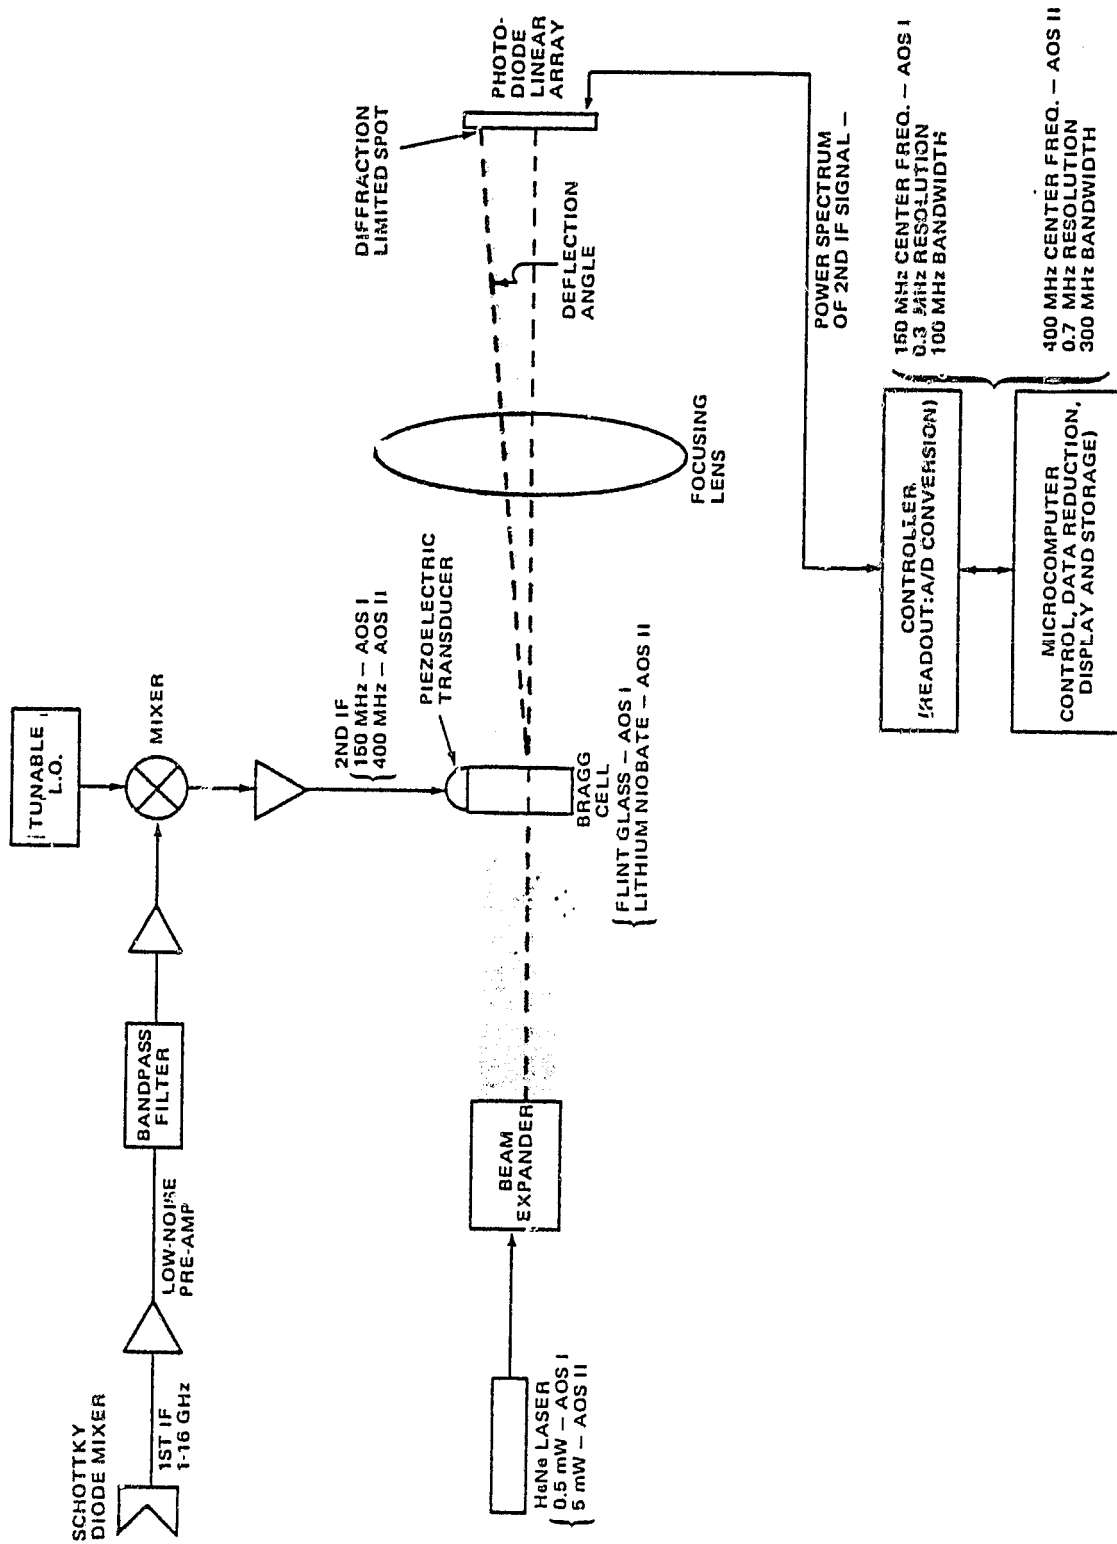 SCHOTTKY
DIODE MIXER
1ST IF
1-16 GHz
LOW-NOISE
PRE-AMP
BANDPASS
FILTER
TUNABLE
L.O.
MIXER
2ND IF
150 MHz – AOS I
400 MHz – AOS II
PIEZOELECTRIC
TRANSDUCER
HeNe LASER
0.5 mW – AOS I
5 mW – AOS II
BEAM
EXPANDER
BRAGG
CELL
FLINT GLASS – AOS I
LITHIUM NIOBATE – AOS II
FOCUSING
LENS
DEFLECTION
ANGLE
DIFFRACTION
LIMITED SPOT
PHOTO-
DIODE
LINEAR
ARRAY
POWER SPECTRUM
OF 2ND IF SIGNAL –
CONTROLLER
(READOUT:A/D CONVERSION)
150 MHz CENTER FREQ. – AOS I
0.3 MHz RESOLUTION
100 MHz BANDWIDTH
MICROCOMPUTER
CONTROL, DATA REDUCTION,
DISPLAY AND STORAGE)
400 MHz CENTER FREQ. – AOS II
0.7 MHz RESOLUTION
300 MHz BANDWIDTH